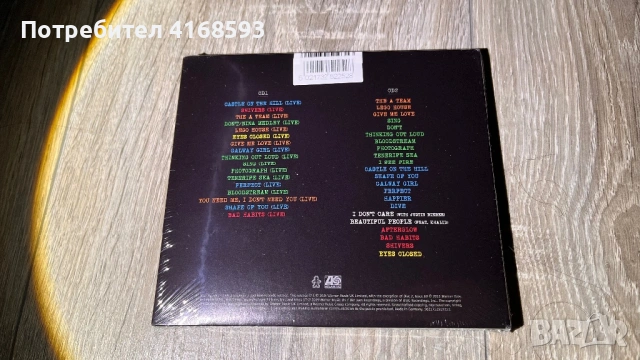 Потребител 4168593
CD1
CASTLE ON THE HILL (LIVE)
SHIVERS (LIVE)
THE A TEAM (LIVE)
DON'T/NINA MEDLEY (LIVE)
LEGO HOUSE (LIVE)
EYES CLOSED (LIVE)
GIVE ME LOVE (LIVE)
GALWAY GIRL (LIVE)
THINKING OUT LOUD (LIVE)
SING (LIVE)
PHOTOGRAPH (LIVE)
TENERIFE SEA (LIVE)
PERFECT (LIVE)
BLOODSTREAM (LIVE)
YOU NEED ME, I DON'T NEED YOU (LIVE)
SHAPE OF YOU (LIVE)
BAD HABITS (LIVE)
CD2
THE A TEAM
LEGO HOUSE
GIVE ME LOVE
SING
DON'T
THINKING OUT LOUD
BLOODSTREAM
PHOTOGRAPH
TENERIFE SEA
I SEE FIRE
CASTLE ON THE HILL
SHAPE OF YOU
GALWAY GIRL
PERFECT
HAPPIER
DIVE
I DON'T CARE (WITH JUSTIN BIEBER)
BEAUTIFUL PEOPLE (FEAT. KHALID)
AFTERGLOW
BAD HABITS
SHIVERS
EYES CLOSED
BAZAR